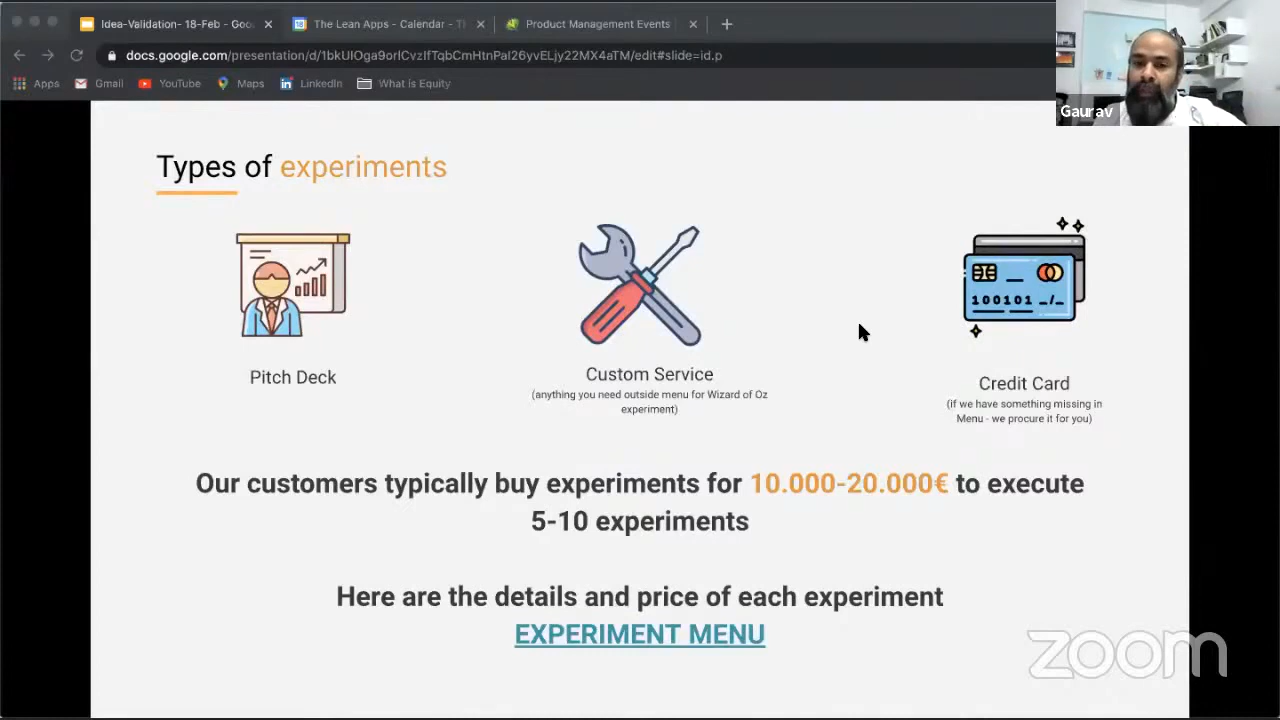 Idea-Validation- 18-Feb - Goo
The Lean Apps - Calendar - Th
Product Management Events
docs.google.com/presentation/d/1bkUIOga9orlCvzIfTqbCmHtnPaI26yvELjy22MX4aTM/edit#slide=id.p
Apps
Gmail
YouTube
Maps
LinkedIn
What is Equity
Gaurav
Types of experiments
100101 _/_
Pitch Deck
Custom Service
(anything you need outside menu for Wizard of Oz
experiment)
Credit Card
(if we have something missing in
Menu - we procure it for you)
Our customers typically buy experiments for 10.000-20.000€ to execute
5-10 experiments
Here are the details and price of each experiment
EXPERIMENT MENU
zoom